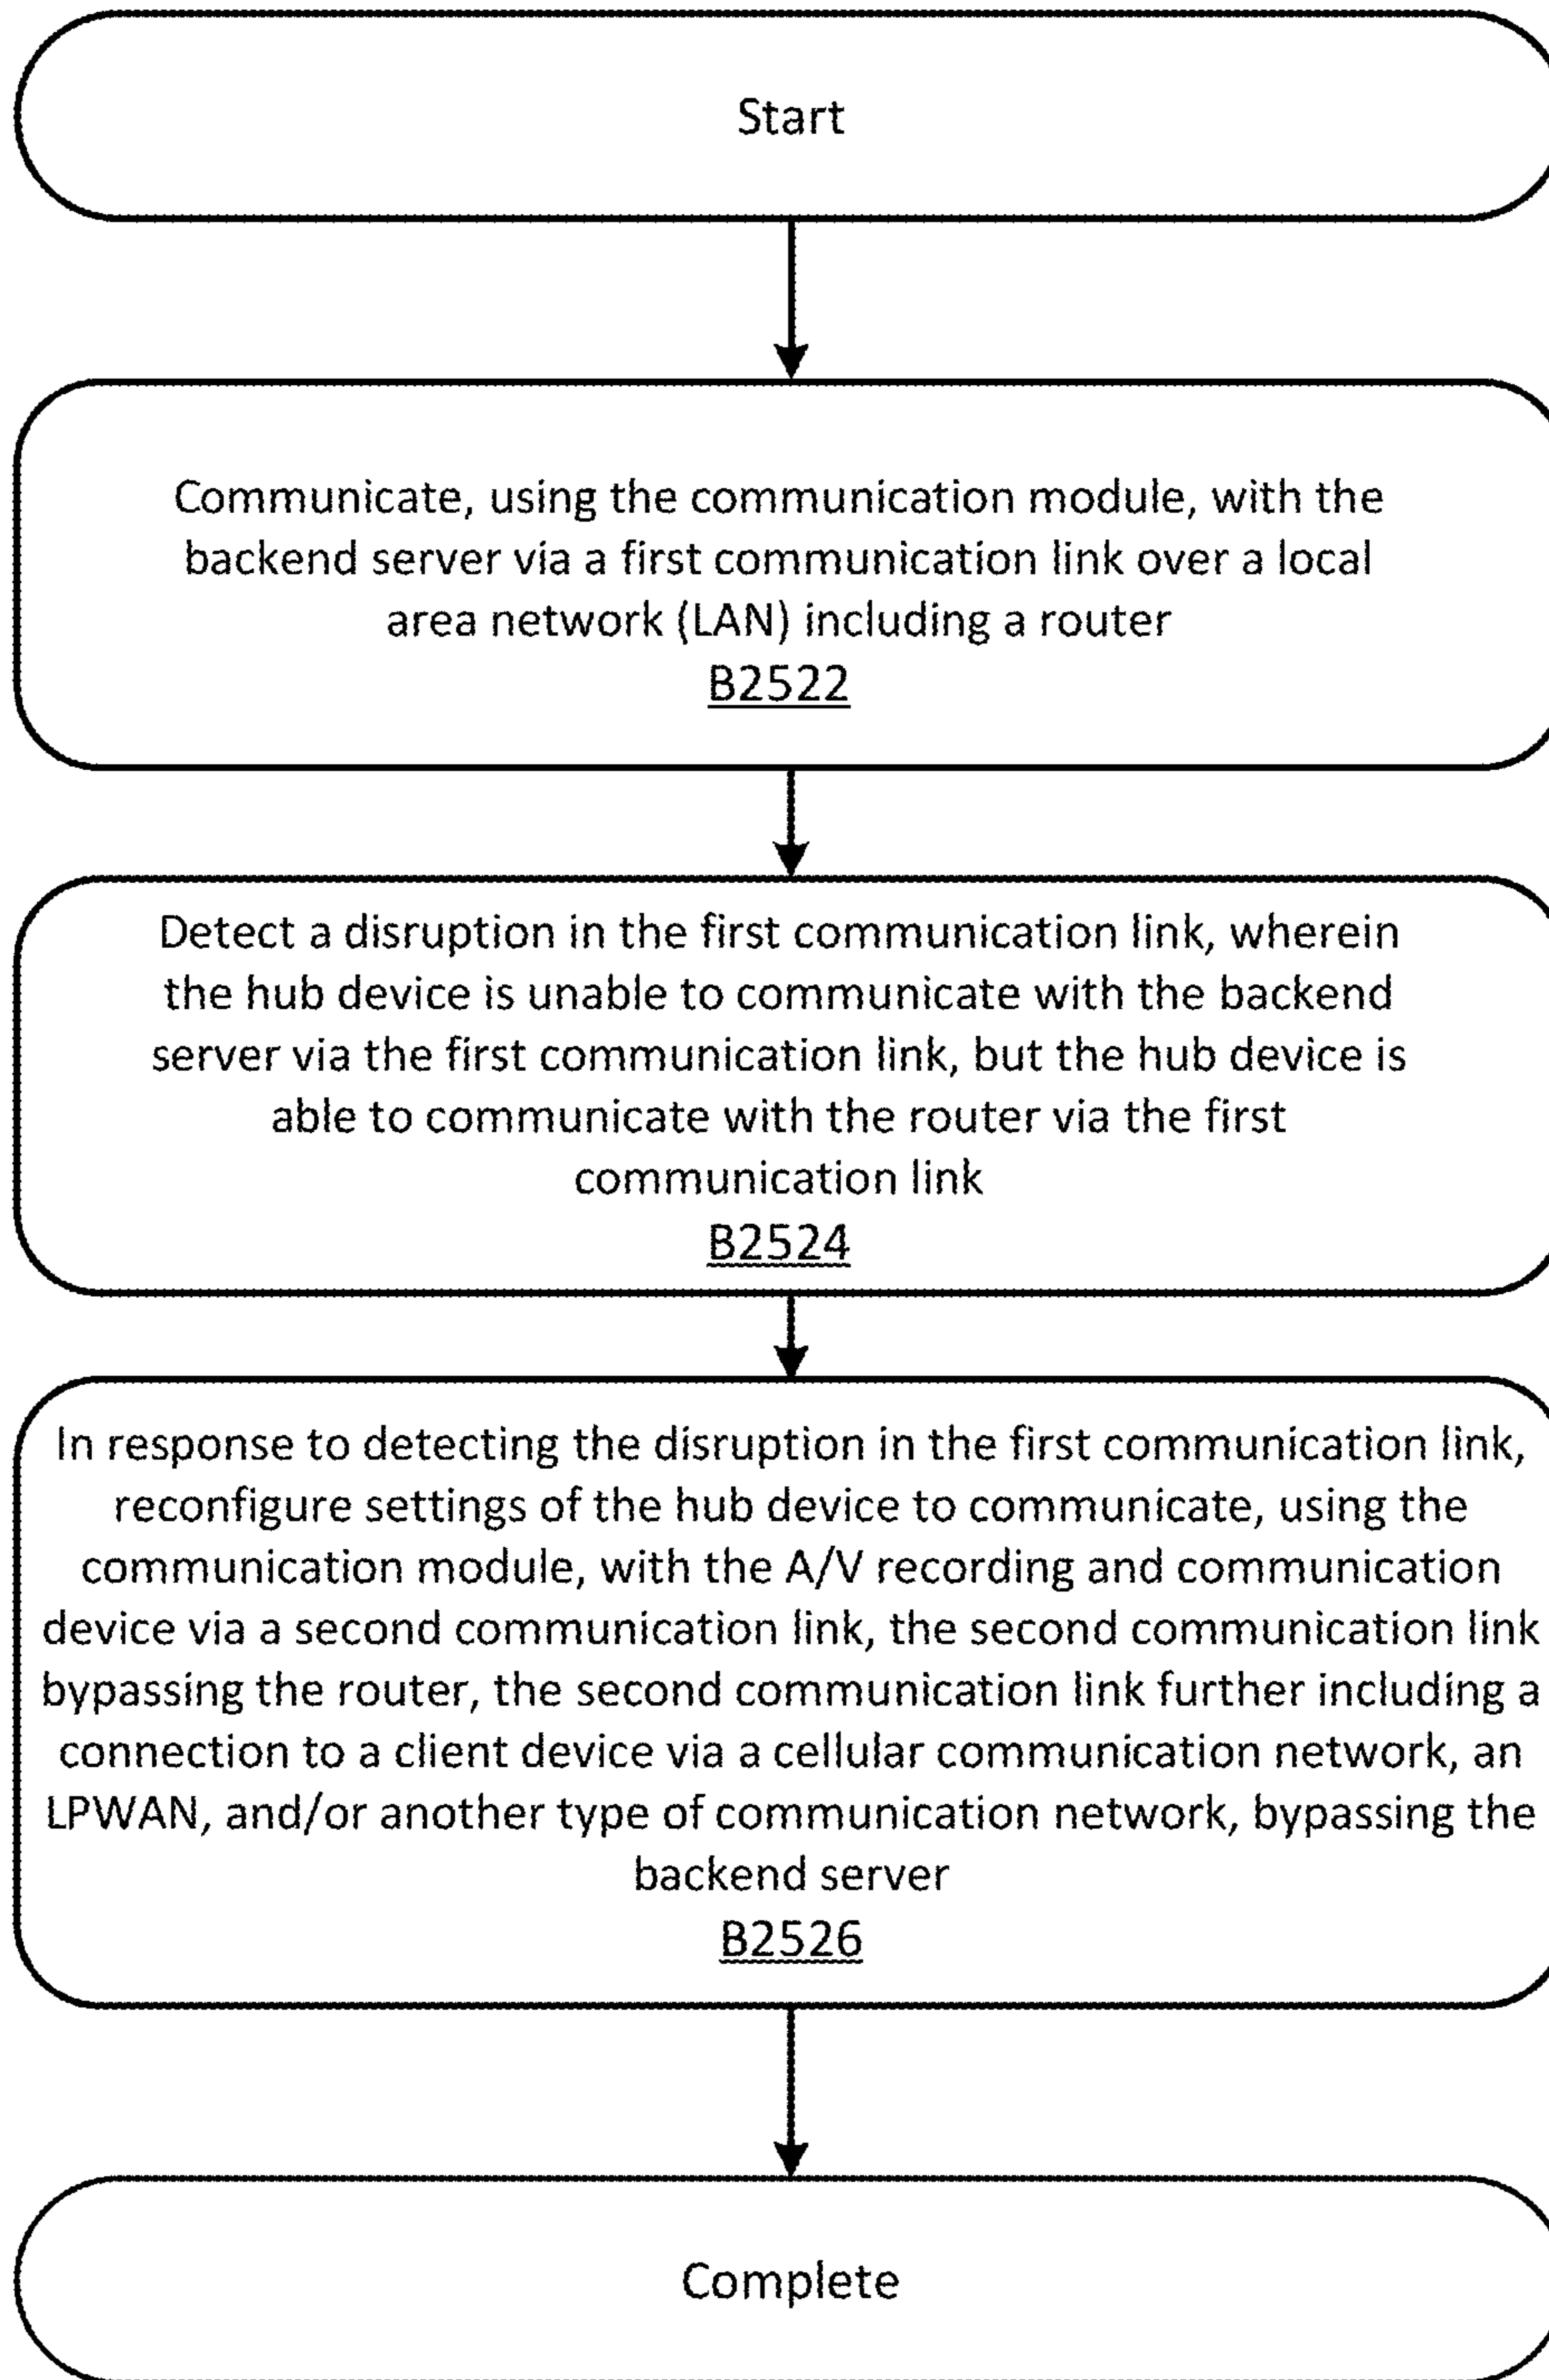 Start
Communicate, using the communication module, with the
backend server via a first communication link over a local
area network (LAN) including a router
B2522
Detect a disruption in the first communication link, wherein
the hub device is unable to communicate with the backend
server via the first communication link, but the hub device is
able to communicate with the router via the first
communication link
B2524
In response to detecting the disruption in the first communication link,
reconfigure settings of the hub device to communicate, using the
communication module, with the A/V recording and communication
device via a second communication link, the second communication link
bypassing the router, the second communication link further including a
connection to a client device via a cellular communication network, an
LPWAN, and/or another type of communication network, bypassing the
backend server
B2526
Complete